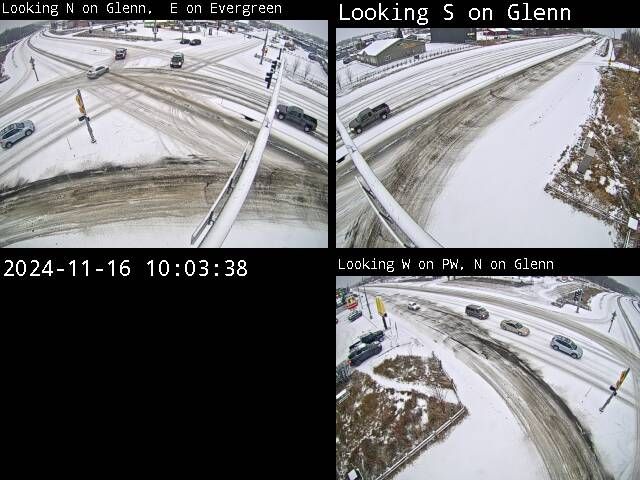 Looking N on Glenn,  E on Evergreen
Looking S on Glenn
2024-11-16 10:03:38
Looking W on PW, N on Glenn